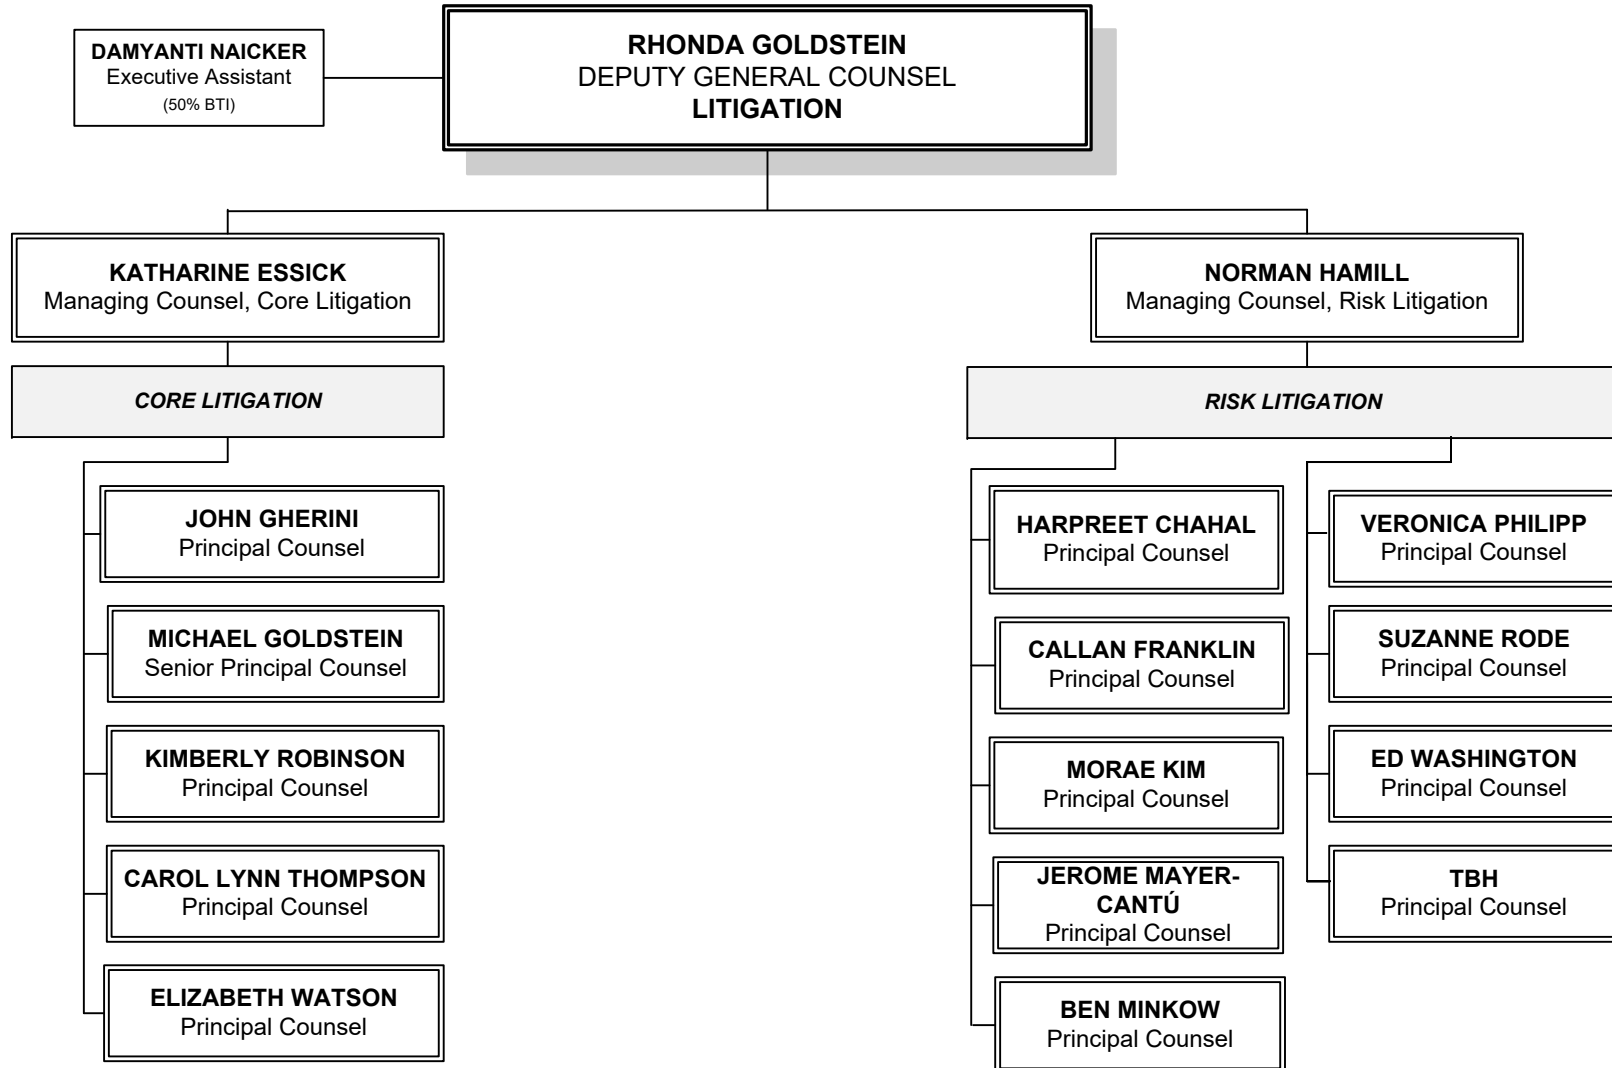 DAMYANTI NAICKER
Executive Assistant
(50% BTI)
RHONDA GOLDSTEIN
DEPUTY GENERAL COUNSEL
LITIGATION
KATHARINE ESSICK
Managing Counsel, Core Litigation
CORE LITIGATION
JOHN GHERINI
Principal Counsel
MICHAEL GOLDSTEIN
Senior Principal Counsel
KIMBERLY ROBINSON
Principal Counsel
CAROL LYNN THOMPSON
Principal Counsel
ELIZABETH WATSON
Principal Counsel
NORMAN HAMILL
Managing Counsel, Risk Litigation
RISK LITIGATION
HARPREET CHAHAL
Principal Counsel
CALLAN FRANKLIN
Principal Counsel
MORAE KIM
Principal Counsel
JEROME MAYER-
CANTÚ
Principal Counsel
BEN MINKOW
Principal Counsel
VERONICA PHILIPP
Principal Counsel
SUZANNE RODE
Principal Counsel
ED WASHINGTON
Principal Counsel
TBH
Principal Counsel